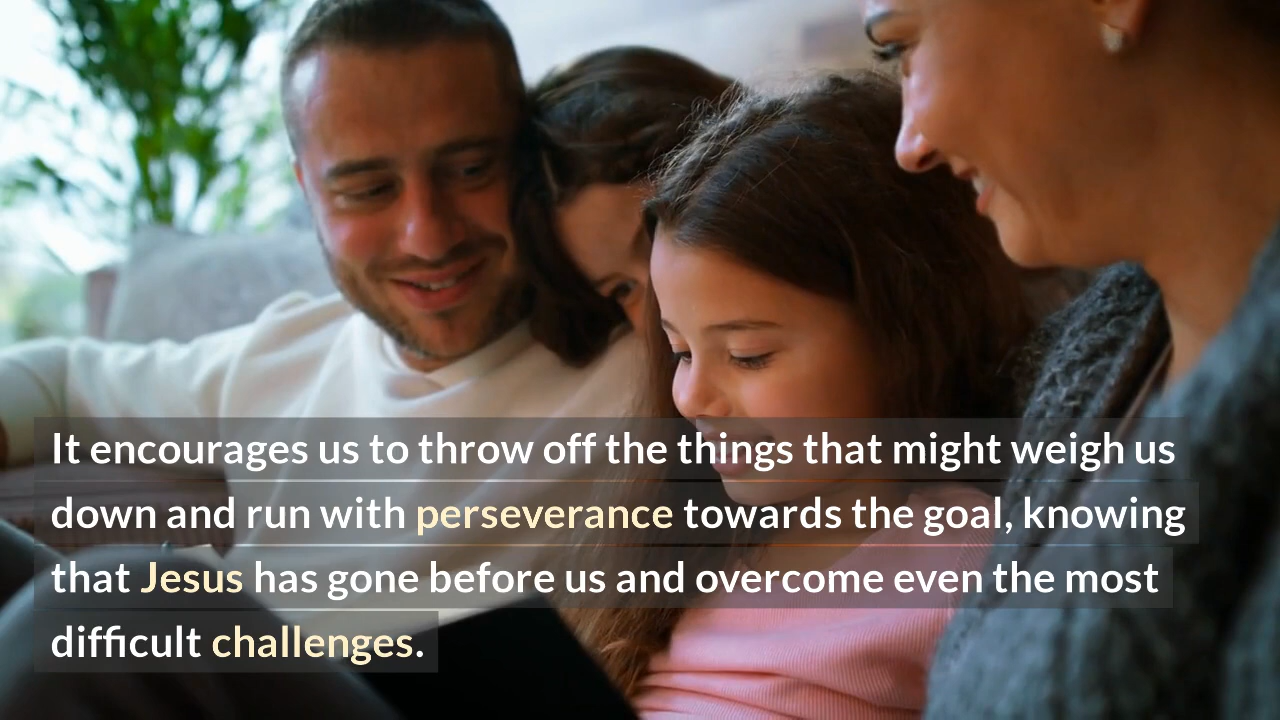 It encourages us to throw off the things that might weigh us
down and run with perseverance towards the goal, knowing
that Jesus has gone before us and overcome even the most
difficult challenges.